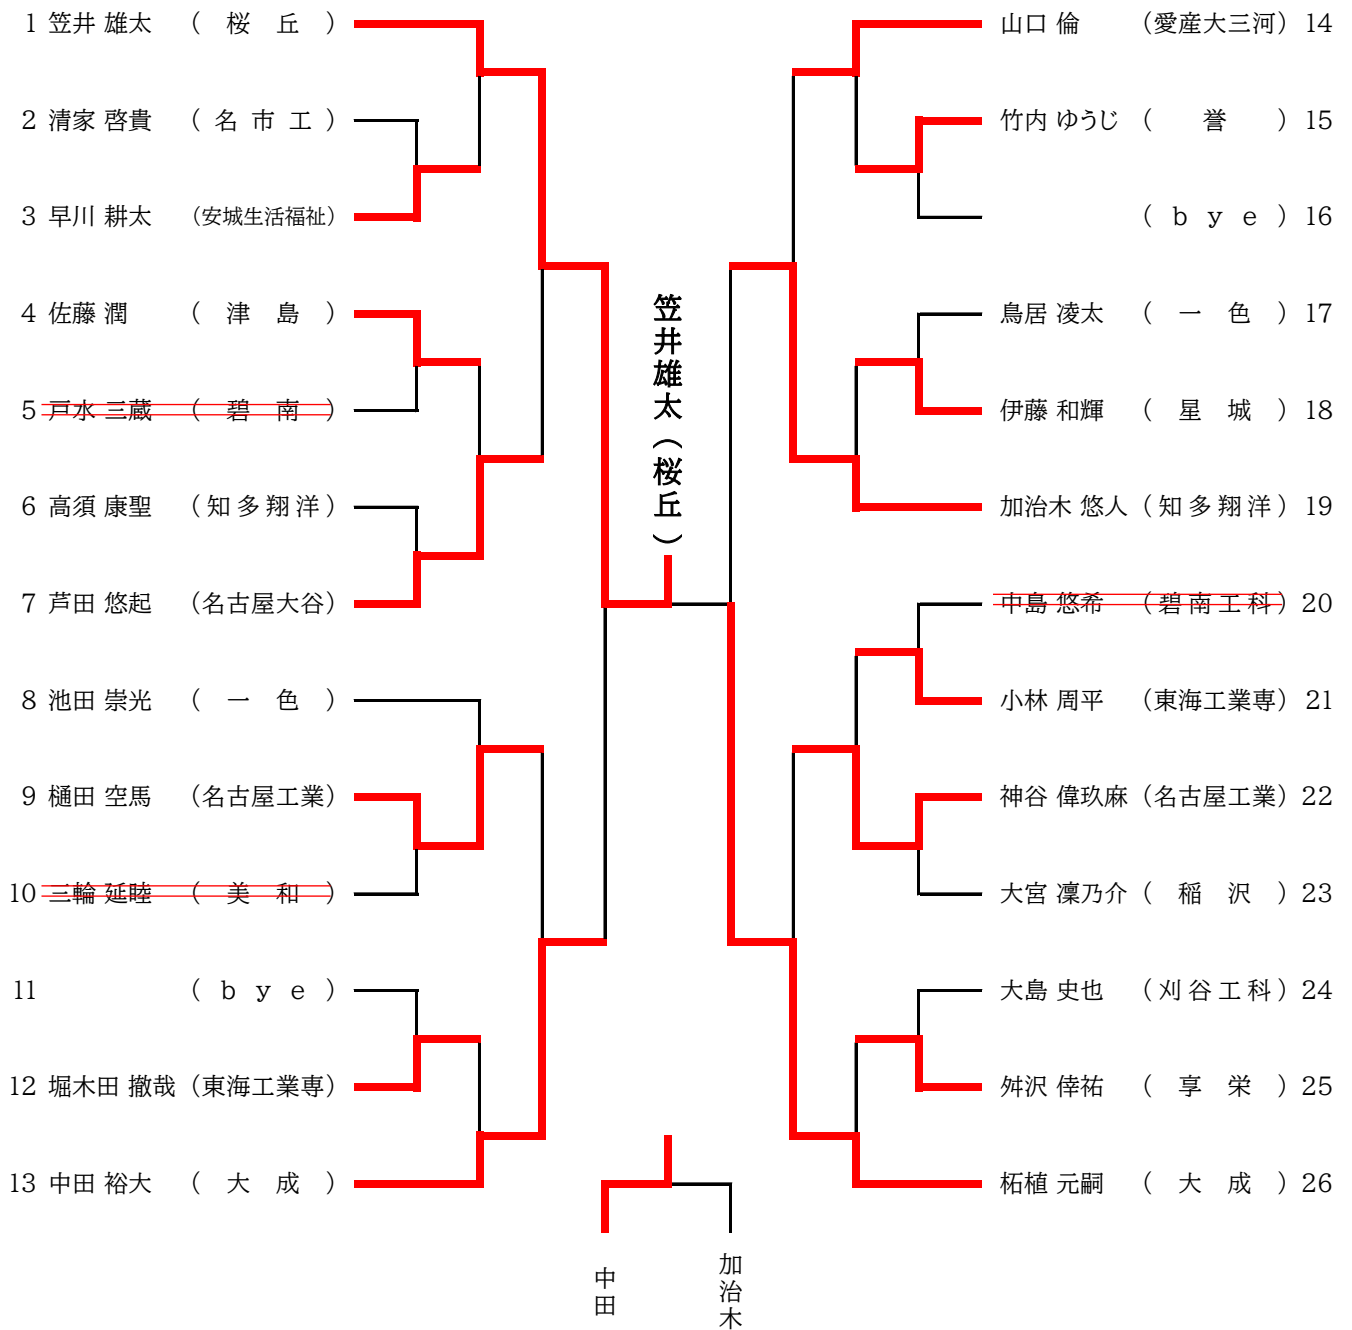 1 笠井 雄太 (桜丘)
2 清家 啓貴 (名市工)
3 早川 耕太 (安城生活福祉)
4 佐藤 潤 (津島)
5 戸水 三蔵 (碧南)
6 高須 康聖 (知多翔洋)
7 芦田 悠起 (名古屋大谷)
8 池田 崇光 (一色)
9 樋田 空馬 (名古屋工業)
10 三輪 延睦 (美和)
11 (bye)
12 堀木田 撤哉 (東海工業専)
13 中田 裕大 (大成)
笠井雄太(桜丘)
山口 倫 (愛産大三河) 14
竹内 ゆうじ (誉) 15
(bye) 16
鳥居 凌太 (一色) 17
伊藤 和輝 (星城) 18
加治木 悠人 (知多翔洋) 19
中島 悠希 (碧南工科) 20
小林 周平 (東海工業専) 21
神谷 偉玖麻 (名古屋工業) 22
大宮 凜乃介 (稲沢) 23
大島 史也 (刈谷工科) 24
舛沢 倖祐 (享栄) 25
柘植 元嗣 (大成) 26
中田
加治木